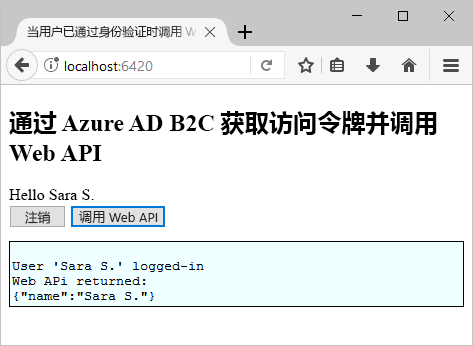 当用户已通过身份验证时调用 W
localhost:6420
通过 Azure AD B2C 获取访问令牌并调用
Web API
Hello Sara S.
注销 调用 Web API
User 'Sara S.' logged-in
Web APi returned:
{"name":"Sara S."}